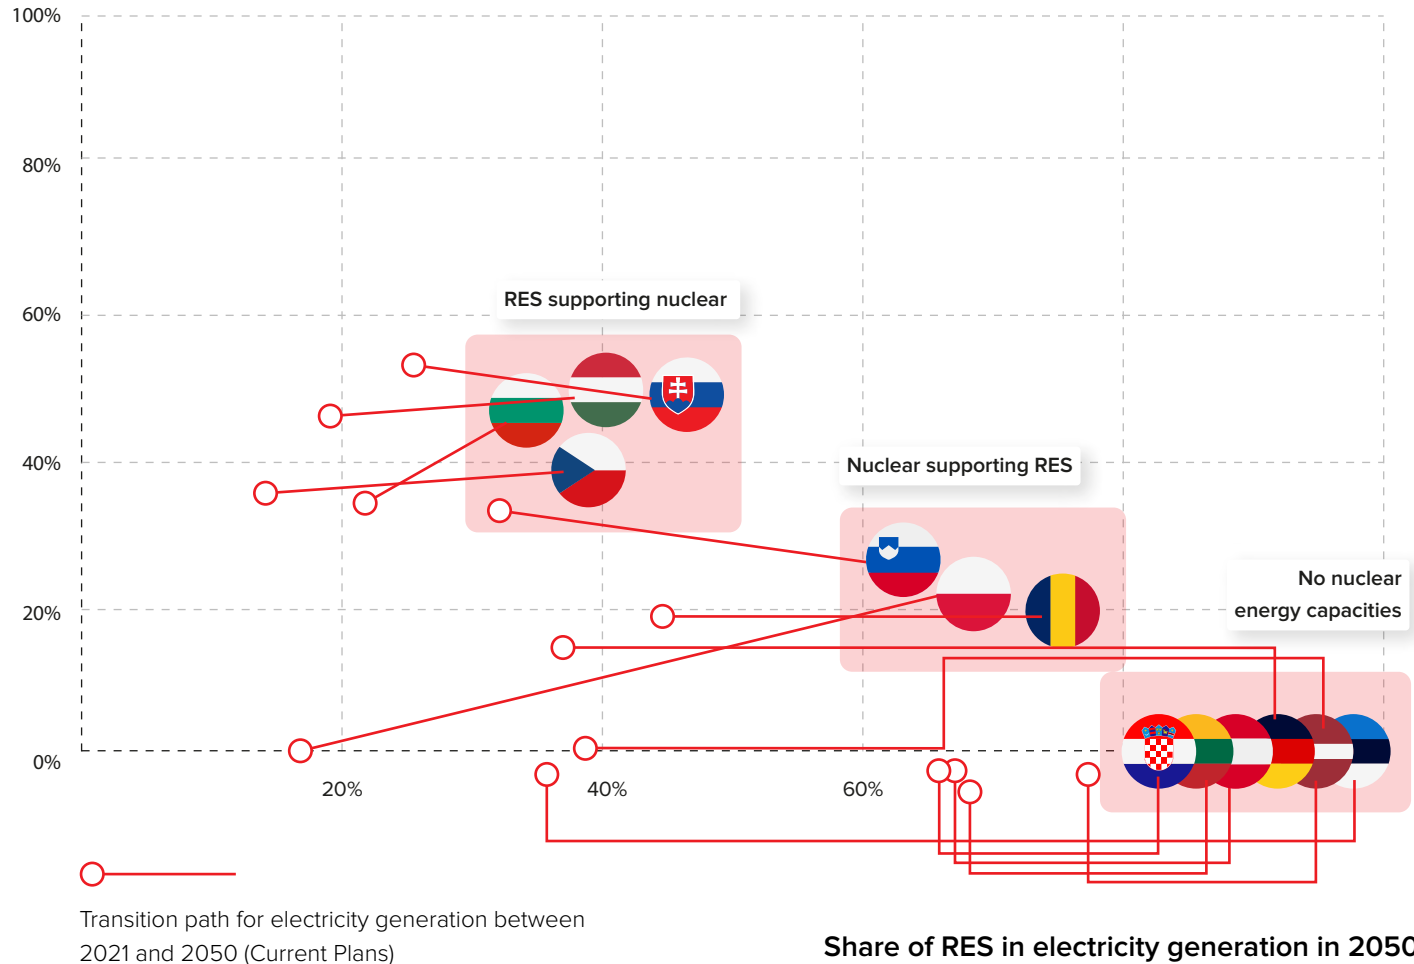 100%
80%
60%
RES supporting nuclear
40%
Nuclear supporting RES
No nuclear
energy capacities
20%
0%
20%
40%
60%
Transition path for electricity generation between
2021 and 2050 (Current Plans)
Share of RES in electricity generation in 2050